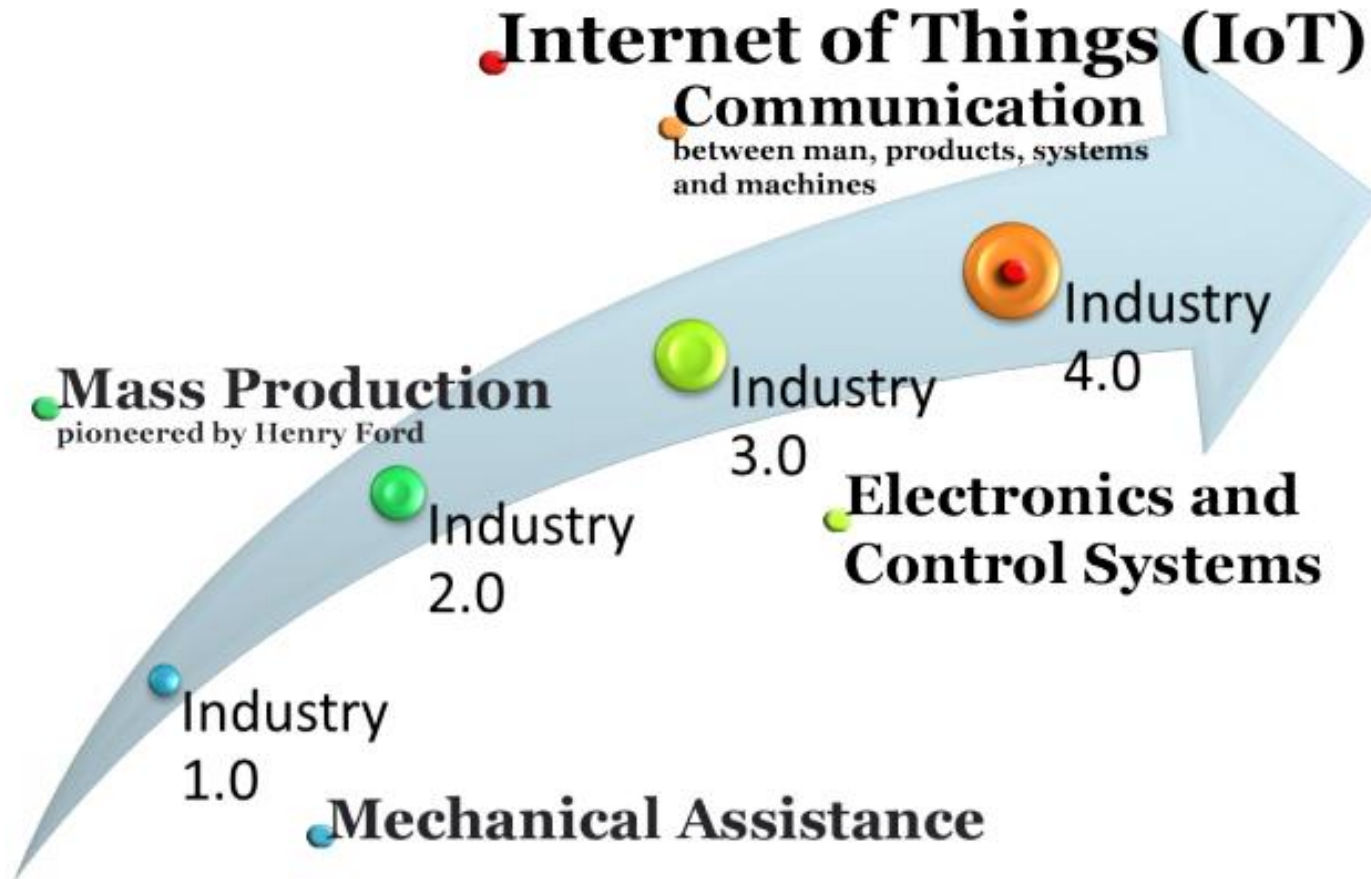 Internet of Things (IoT)
Communication
between man, products, systems
and machines
Industry
4.0
Mass Production
pioneered by Henry Ford
Industry
3.0
Electronics and
Control Systems
Industry
2.0
Industry
1.0
Mechanical Assistance